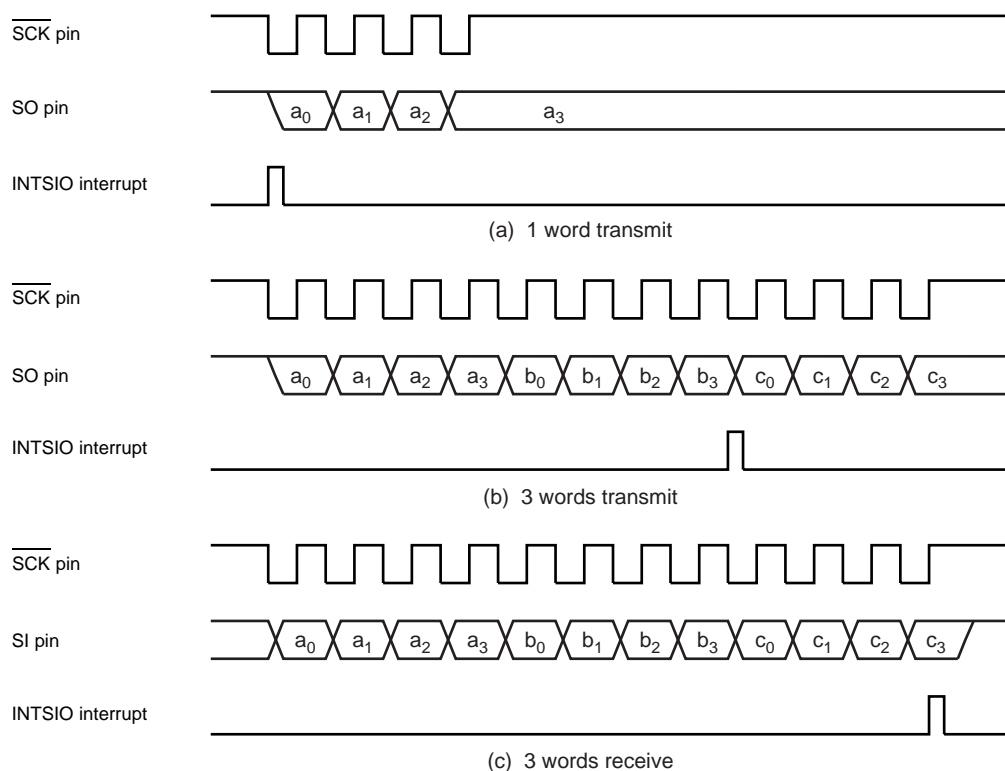 SCK pin
SO pin
a0 a1 a2 a3
INTSIO interrupt
(a) 1 word transmit
SCK pin
SO pin
a0 a1 a2 a3 b0 b1 b2 b3 c0 c1 c2 c3
INTSIO interrupt
(b) 3 words transmit
SCK pin
SI pin
a0 a1 a2 a3 b0 b1 b2 b3 c0 c1 c2 c3
INTSIO interrupt
(c) 3 words receive